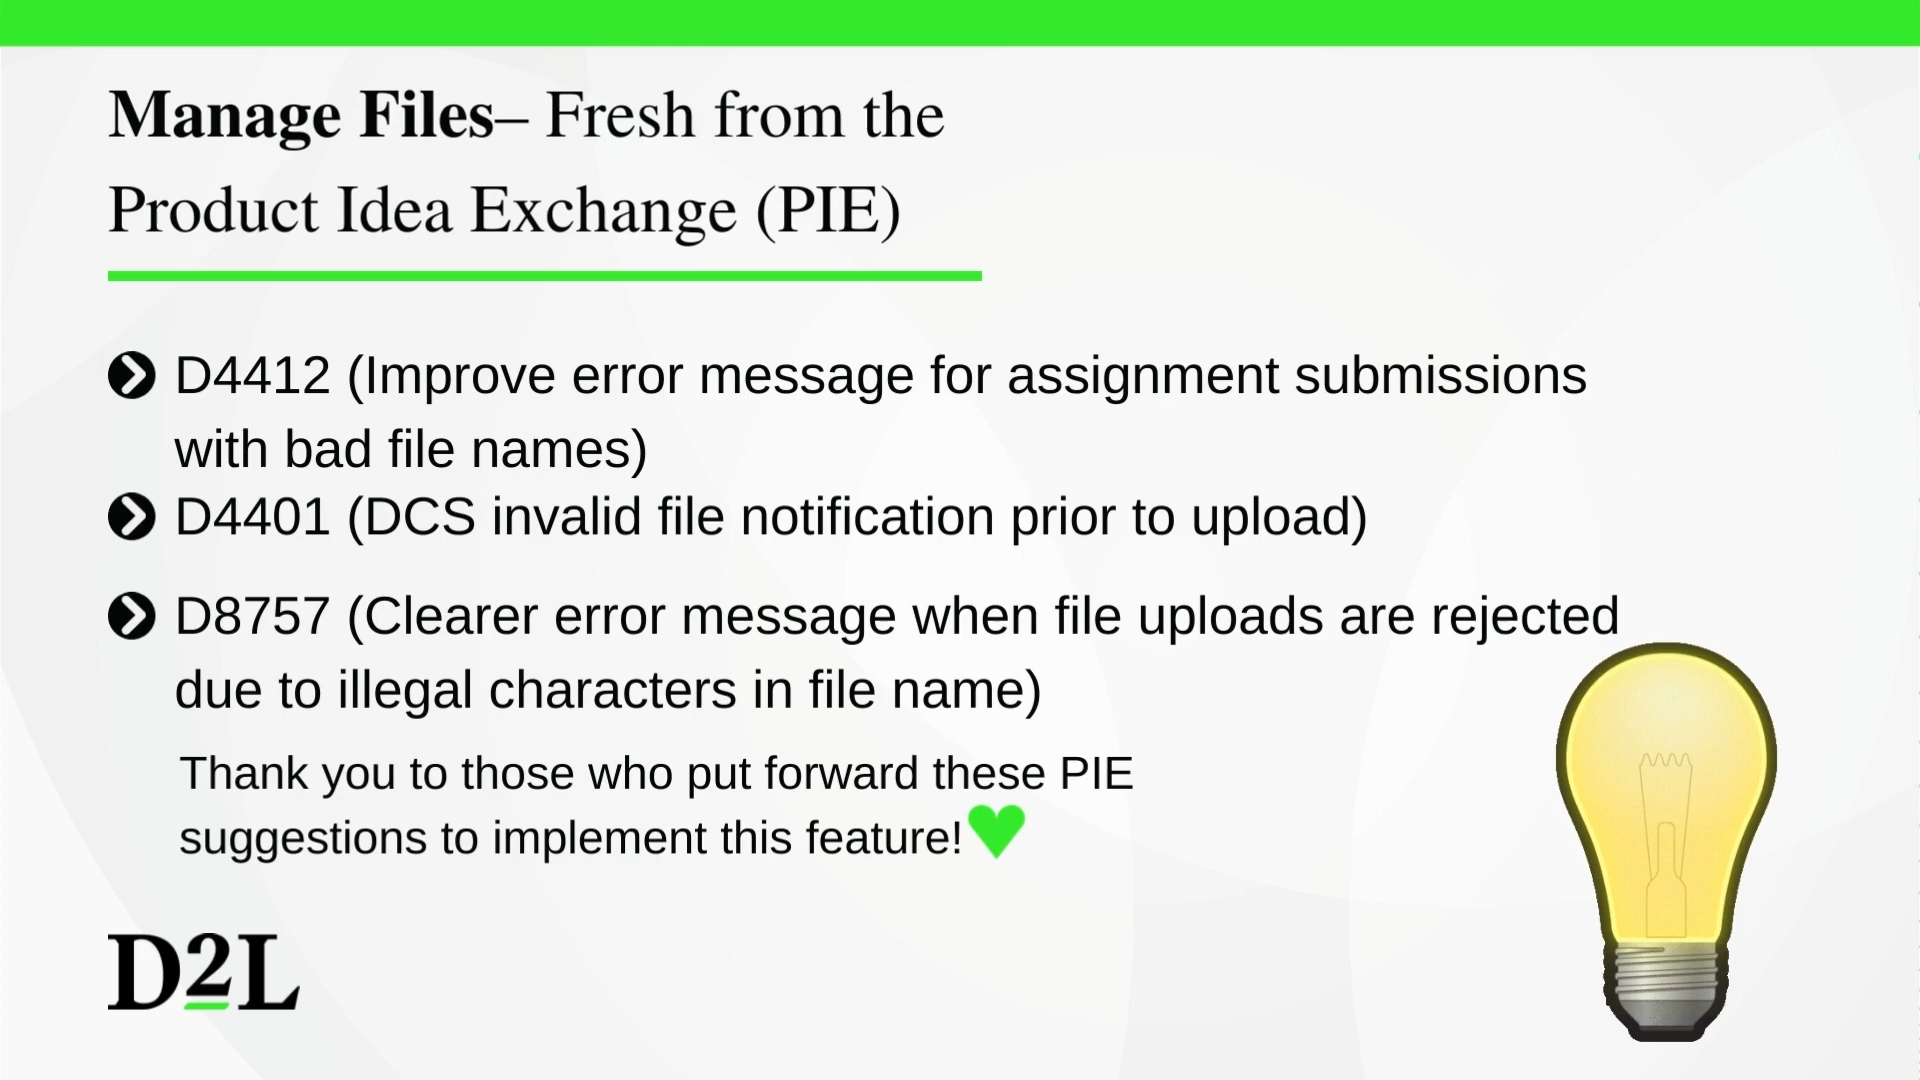 Manage Files– Fresh from the
Product Idea Exchange (PIE)
D4412 (Improve error message for assignment submissions
with bad file names)
D4401 (DCS invalid file notification prior to upload)
D8757 (Clearer error message when file uploads are rejected
due to illegal characters in file name)
Thank you to those who put forward these PIE
suggestions to implement this feature!
D2L